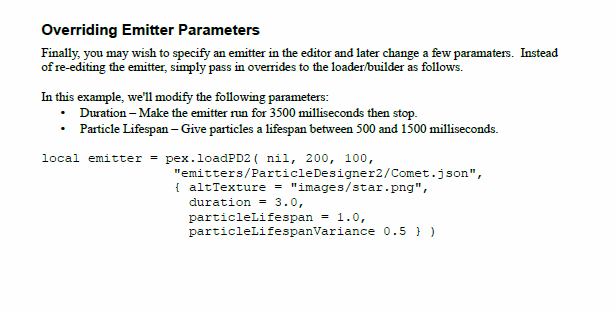 Overriding Emitter Parameters
Finally, you may wish to specify an emitter in the editor and later change a few paramaters.  Instead
of re-editing the emitter, simply pass in overrides to the loader/builder as follows.
In this example, we'll modify the following parameters:
• Duration – Make the emitter run for 3500 milliseconds then stop.
• Particle Lifespan – Give particles a lifespan between 500 and 1500 milliseconds.
local emitter = pex.loadPD2( nil, 200, 100,
"emitters/ParticleDesigner2/Comet.json",
{ altTexture = "images/star.png",
duration = 3.0,
particleLifespan = 1.0,
particleLifespanVariance 0.5 } )